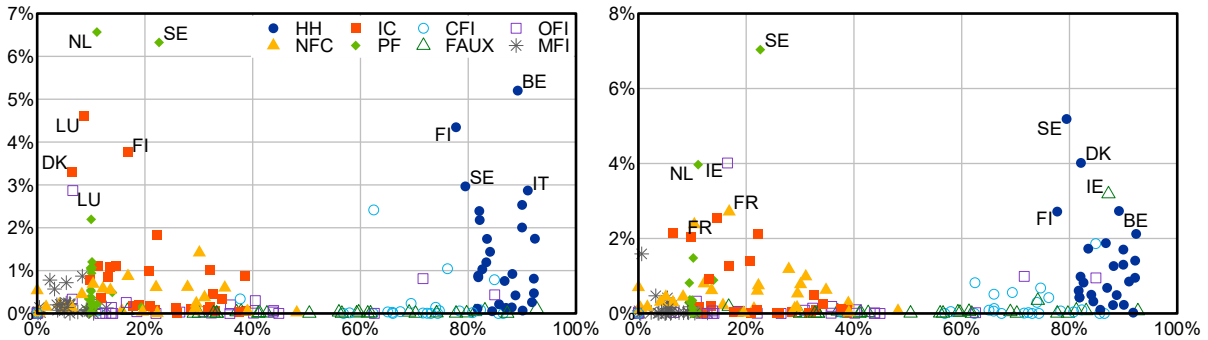 7%
6%
5%
4%
3%
2%
1%
0%
NL
SE
HH
IC
CFI
OFI
NFC
PF
FAUX
MFI
BE
LU
FI
FI
DK
SE
IT
LU
0%
20%
40%
60%
80%
100%
8%
6%
4%
2%
0%
SE
SE
DK
NL
IE
IE
FR
FR
FI
BE
0%
20%
40%
60%
80%
100%